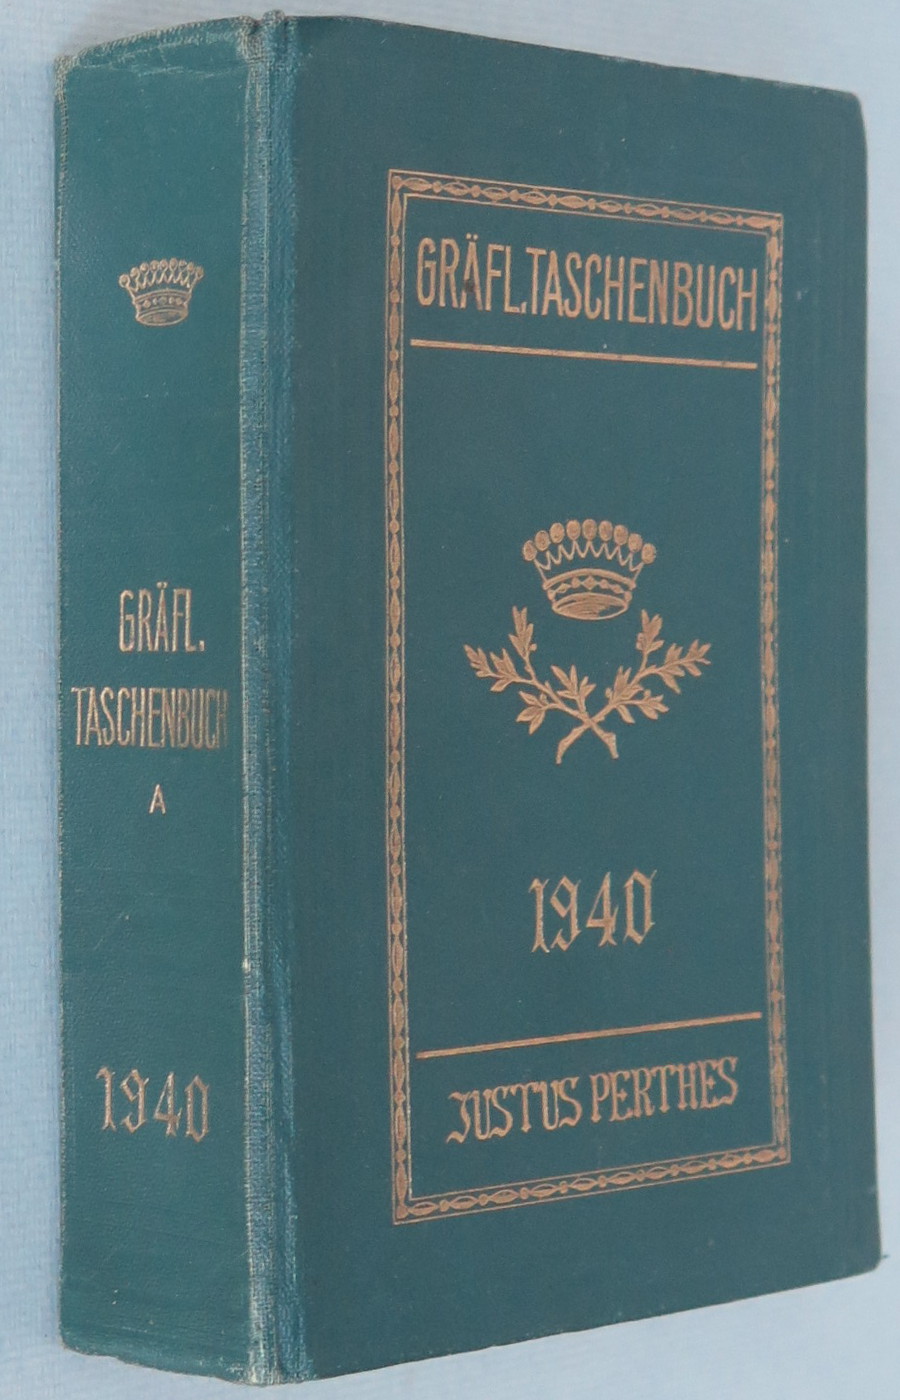 GRÄFL.
TASCHENBUCH
A
1940
GRÄFL.TASCHENBUCH
1940
JUSTUS PERTHES